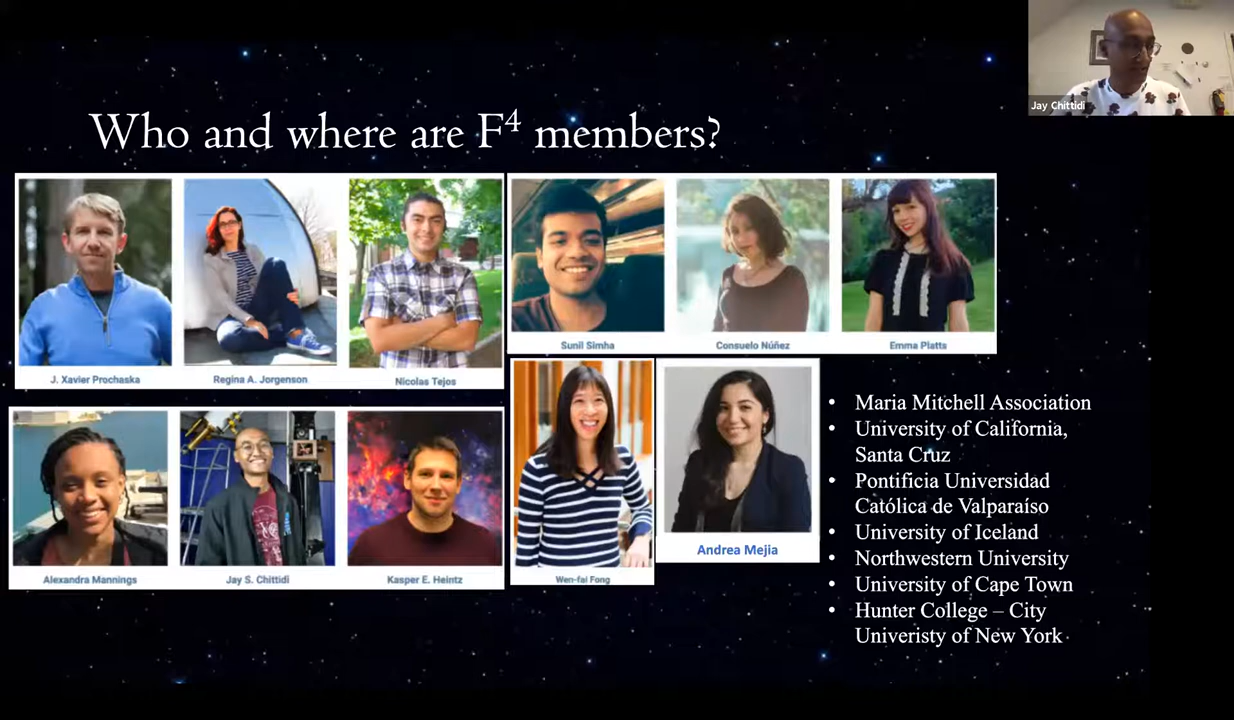 Jay Chittidi
Who and where are F⁴ members?
J. Xavier Prochaska
Regina A. Jorgenson
Nicolas Tejos
Sunil Simha
Consuelo Núñez
Emma Platts
Alexandra Mannings
Jay S. Chittidi
Kasper E. Heintz
Wen-fai Fong
Andrea Mejia
• Maria Mitchell Association
• University of California,
Santa Cruz
• Pontificia Universidad
Católica de Valparaíso
• University of Iceland
• Northwestern University
• University of Cape Town
• Hunter College – City
Univeristy of New York